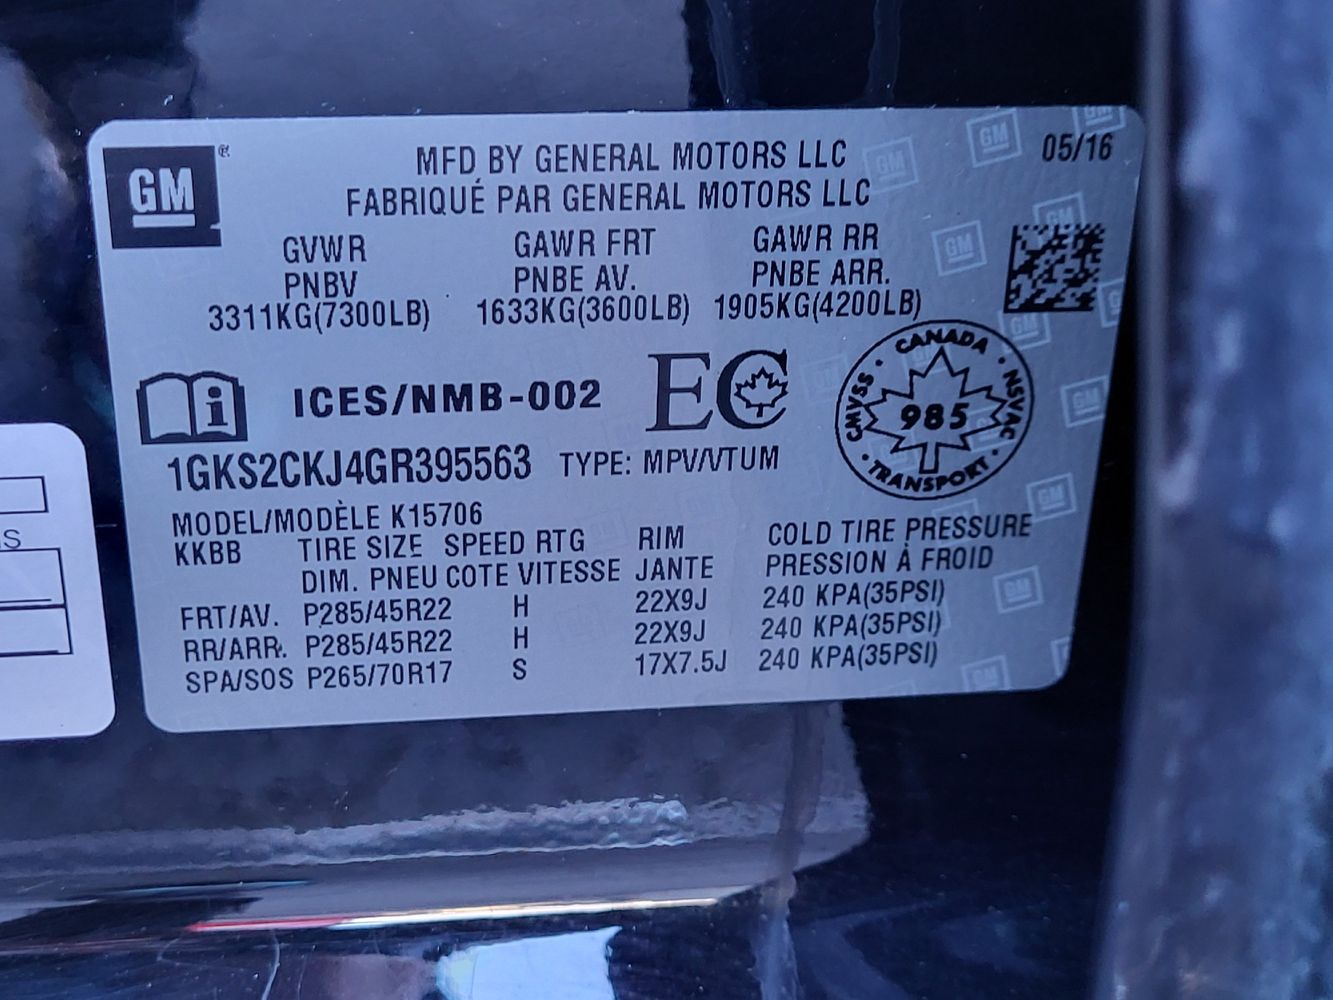 GM
MFD BY GENERAL MOTORS LLC
05/16
FABRIQUÉ PAR GENERAL MOTORS LLC
GVWR GAWR FRT GAWR RR
PNBV PNBE AV. PNBE ARR.
3311KG(7300LB) 1633KG(3600LB) 1905KG(4200LB)
i ICES/NMB-002 EC
CANADA
CMVSS 985 NSVAC
TRANSPORT
1GKS2CKJ4GR395563 TYPE: MPV/VTUM
MODEL/MODÈLE K15706
KKBB TIRE SIZE SPEED RTG RIM COLD TIRE PRESSURE
DIM. PNEU COTE VITESSE JANTE PRESSION À FROID
FRT/AV. P285/45R22 H 22X9J 240 KPA(35PSI)
RR/ARR. P285/45R22 H 22X9J 240 KPA(35PSI)
SPA/SOS P265/70R17 S 17X7.5J 240 KPA(35PSI)